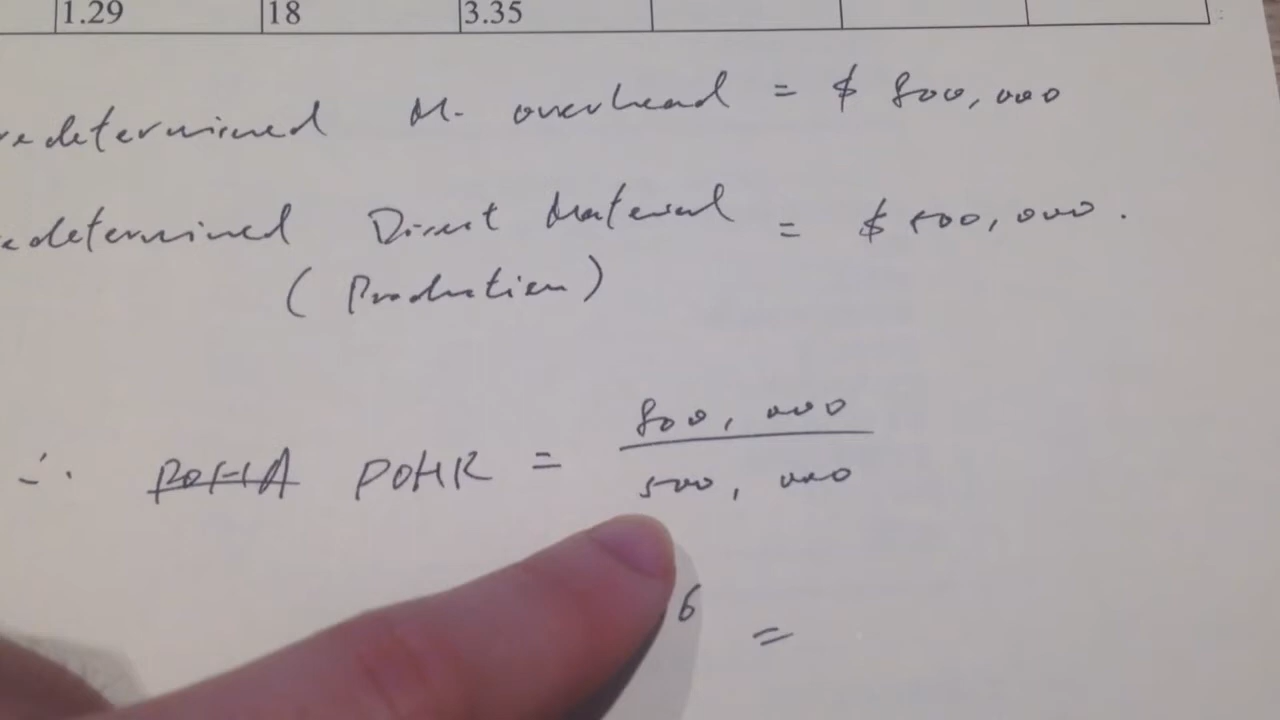 1.29 18 3.35
redetermined M. overhead = $ 800,000
edetermined Direct Material = $ 500,000.
(Production)
∴ POHA POHR = 800,000
500,000
6 =